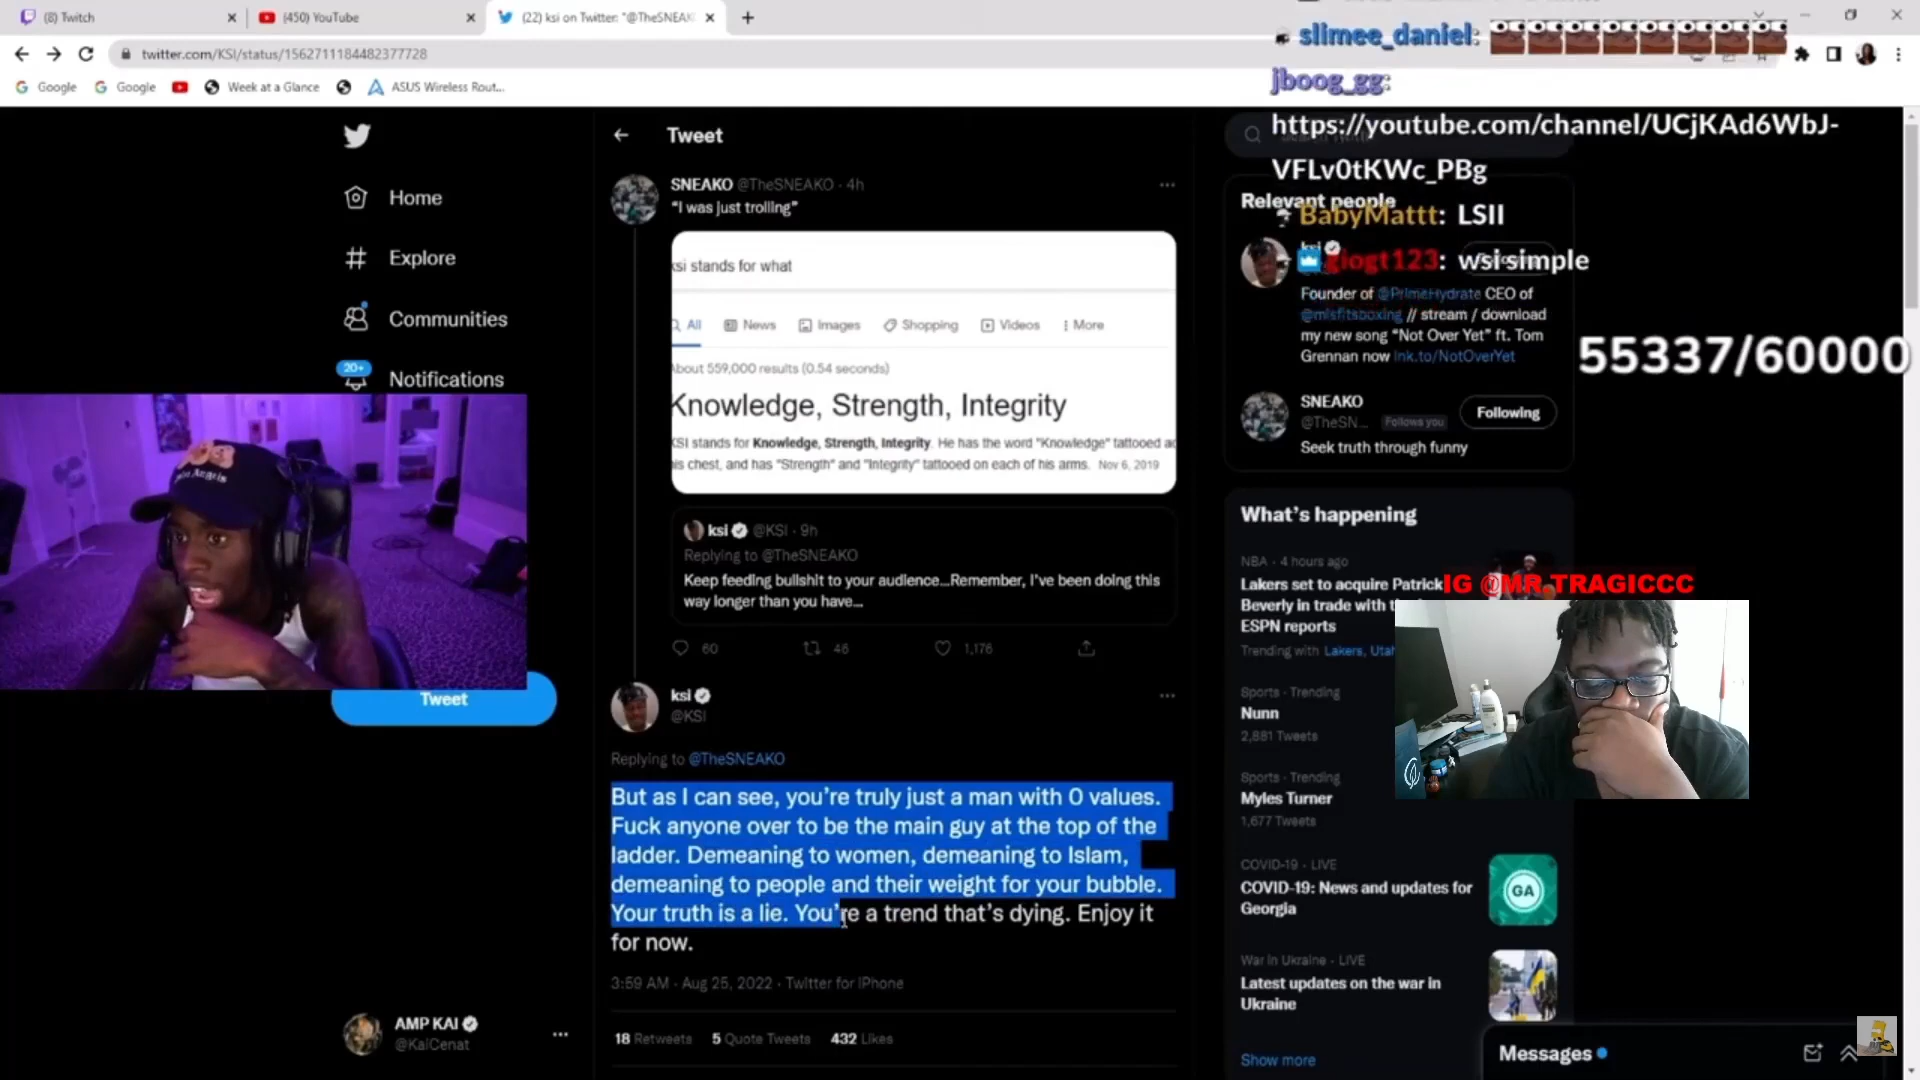 (8) Twitch
(450) YouTube
(22) ksi on Twitter: "@TheSNEAK
twitter.com/KSI/status/1562711184482377728
Google
Google
Week at a Glance
ASUS Wireless Rout...
slimee_daniel:
jboog_gg:
https://youtube.com/channel/UCjKAd6WbJ-
VFLv0tKWc_PBg
BabyMattt: LSII
giogt123: wsi simple
55337/60000
Home
Explore
Communities
20+
Notifications
Tweet
AMP KAI
@KaiCenat
Tweet
SNEAKO @TheSNEAKO · 4h
“I was just trolling”
ksi stands for what
All
News
Images
Shopping
Videos
More
About 559,000 results (0.54 seconds)
Knowledge, Strength, Integrity
KSI stands for Knowledge, Strength, Integrity. He has the word "Knowledge" tattooed
his chest, and has "Strength" and "Integrity" tattooed on each of his arms. Nov 6, 2019
ksi @KSI · 9h
Replying to @TheSNEAKO
Keep feeding bullshit to your audience...Remember, I’ve been doing this
way longer than you have...
60
46
1,176
ksi
@KSI
Replying to @TheSNEAKO
But as I can see, you’re truly just a man with 0 values.
Fuck anyone over to be the main guy at the top of the
ladder. Demeaning to women, demeaning to Islam,
demeaning to people and their weight for your bubble.
Your truth is a lie. You’re a trend that’s dying. Enjoy it
for now.
3:59 AM · Aug 25, 2022 · Twitter for iPhone
18 Retweets 5 Quote Tweets 432 Likes
Relevant people
ksi
Founder of @PrimeHydrate CEO of
@misfitsboxing // stream / download
my new song “Not Over Yet” ft. Tom
Grennan now lnk.to/NotOverYet
SNEAKO
@TheSN... Follows you
Following
Seek truth through funny
What’s happening
NBA · 4 hours ago
Lakers set to acquire Patrick
Beverly in trade with t
ESPN reports
Trending with Lakers, Utah
IG @MR.TRAGICCC
Sports · Trending
Nunn
2,881 Tweets
Sports · Trending
Myles Turner
1,677 Tweets
COVID-19 · LIVE
COVID-19: News and updates for
Georgia
GA
War in Ukraine · LIVE
Latest updates on the war in
Ukraine
Show more
Messages